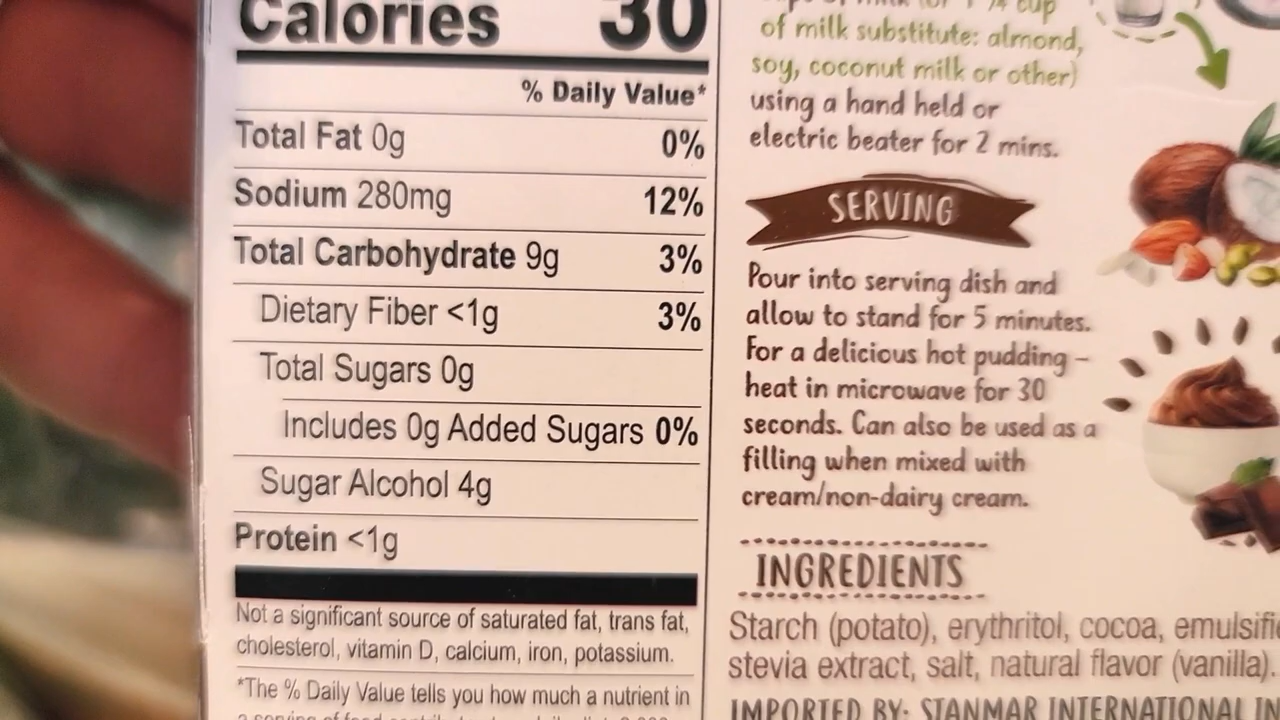 Calories 30
% Daily Value*
Total Fat 0g 0%
Sodium 280mg 12%
Total Carbohydrate 9g 3%
Dietary Fiber <1g 3%
Total Sugars 0g
Includes 0g Added Sugars 0%
Sugar Alcohol 4g
Protein <1g
Not a significant source of saturated fat, trans fat,
cholesterol, vitamin D, calcium, iron, potassium.
*The % Daily Value tells you how much a nutrient in
cup
of milk substitute: almond,
soy, coconut milk or other)
using a hand held or
electric beater for 2 mins.
SERVING
Pour into serving dish and
allow to stand for 5 minutes.
For a delicious hot pudding –
heat in microwave for 30
seconds. Can also be used as a
filling when mixed with
cream/non-dairy cream.
INGREDIENTS
Starch (potato), erythritol, cocoa,
stevia extract, salt, natural flavor (vanilla).
IMPORTED BY: STANMAR INTERNATIONAL